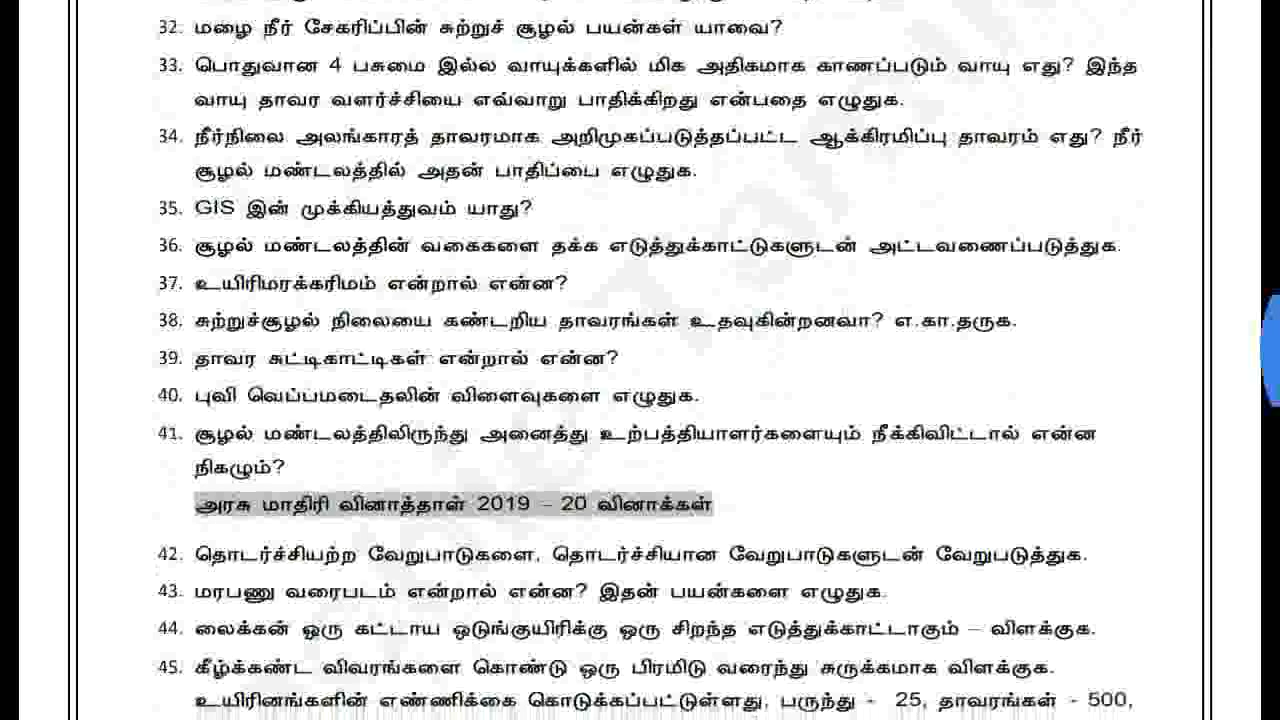 32. மழை நீர் சேகரிப்பின் சுற்றுச் சூழல் பயன்கள் யாவை?
33. பொதுவான 4 பசுமை இல்ல வாயுக்களில் மிக அதிகமாக காணப்படும் வாயு எது? இந்த
வாயு தாவர வளர்ச்சியை எவ்வாறு பாதிக்கிறது என்பதை எழுதுக.
34. நீர்நிலை அலங்காரத் தாவரமாக அறிமுகப்படுத்தப்பட்ட ஆக்கிரமிப்பு தாவரம் எது? நீர்
சூழல் மண்டலத்தில் அதன் பாதிப்பை எழுதுக.
35. GIS இன் முக்கியத்துவம் யாது?
36. சூழல் மண்டலத்தின் வகைகளை தக்க எடுத்துக்காட்டுகளுடன் அட்டவணைப்படுத்துக.
37. உயிரிமரக்கரிமம் என்றால் என்ன?
38. சுற்றுச்சூழல் நிலையை கண்டறிய தாவரங்கள் உதவுகின்றனவா? எ.கா.தருக.
39. தாவர சுட்டிகாட்டிகள் என்றால் என்ன?
40. புவி வெப்பமடைதலின் விளைவுகளை எழுதுக.
41. சூழல் மண்டலத்திலிருந்து அனைத்து உற்பத்தியாளர்களையும் நீக்கிவிட்டால் என்ன
நிகழும்?
அரசு மாதிரி வினாத்தாள் 2019 – 20 வினாக்கள்
42. தொடர்ச்சியற்ற வேறுபாடுகளை, தொடர்ச்சியான வேறுபாடுகளுடன் வேறுபடுத்துக.
43. மரபணு வரைபடம் என்றால் என்ன? இதன் பயன்களை எழுதுக.
44. லைக்கன் ஒரு கட்டாய ஒடுங்குயிரிக்கு ஒரு சிறந்த எடுத்துக்காட்டாகும் – விளக்குக.
45. கீழ்க்கண்ட விவரங்களை கொண்டு ஒரு பிரமிடு வரைந்து சுருக்கமாக விளக்குக.
உயிரினங்களின் எண்ணிக்கை கொடுக்கப்பட்டுள்ளது, பருந்து - 25, தாவரங்கள் - 500,